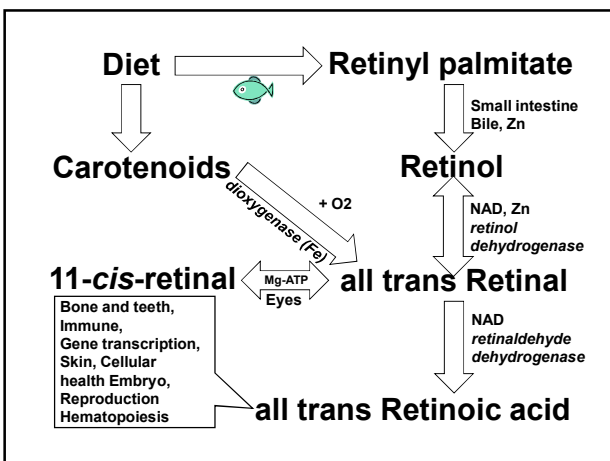 Diet
Retinyl palmitate
Small intestine
Bile, Zn
Carotenoids
Retinol
dioxygenase (Fe)
+ O2
NAD, Zn
retinol
dehydrogenase
11-cis-retinal
Mg-ATP
Eyes
all trans Retinal
Bone and teeth,
Immune,
Gene transcription,
Skin, Cellular
health Embryo,
Reproduction
Hematopoiesis
NAD
retinaldehyde
dehydrogenase
all trans Retinoic acid